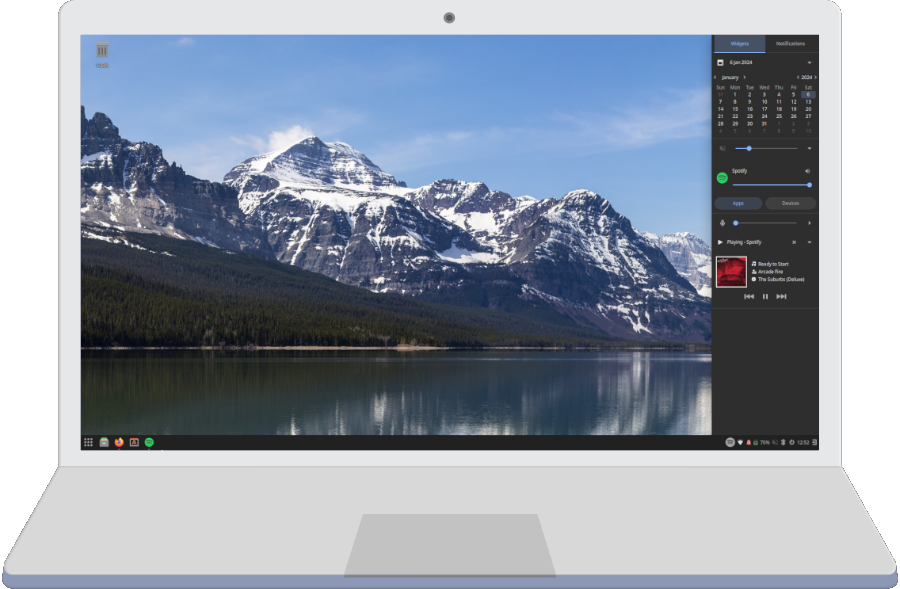 Widgets Notifications
6 Jan 2024
January 2024
Sun Mon Tue Wed Thu Fri Sat
31 1 2 3 4 5 6
7 8 9 10 11 12 13
14 15 16 17 18 19 20
21 22 23 24 25 26 27
28 29 30 31 1 2 3
4 5 6 7 8 9 10
Spotify
Apps Devices
Playing - Spotify
Ready to Start
Arcade Fire
The Suburbs (Deluxe)
12:52